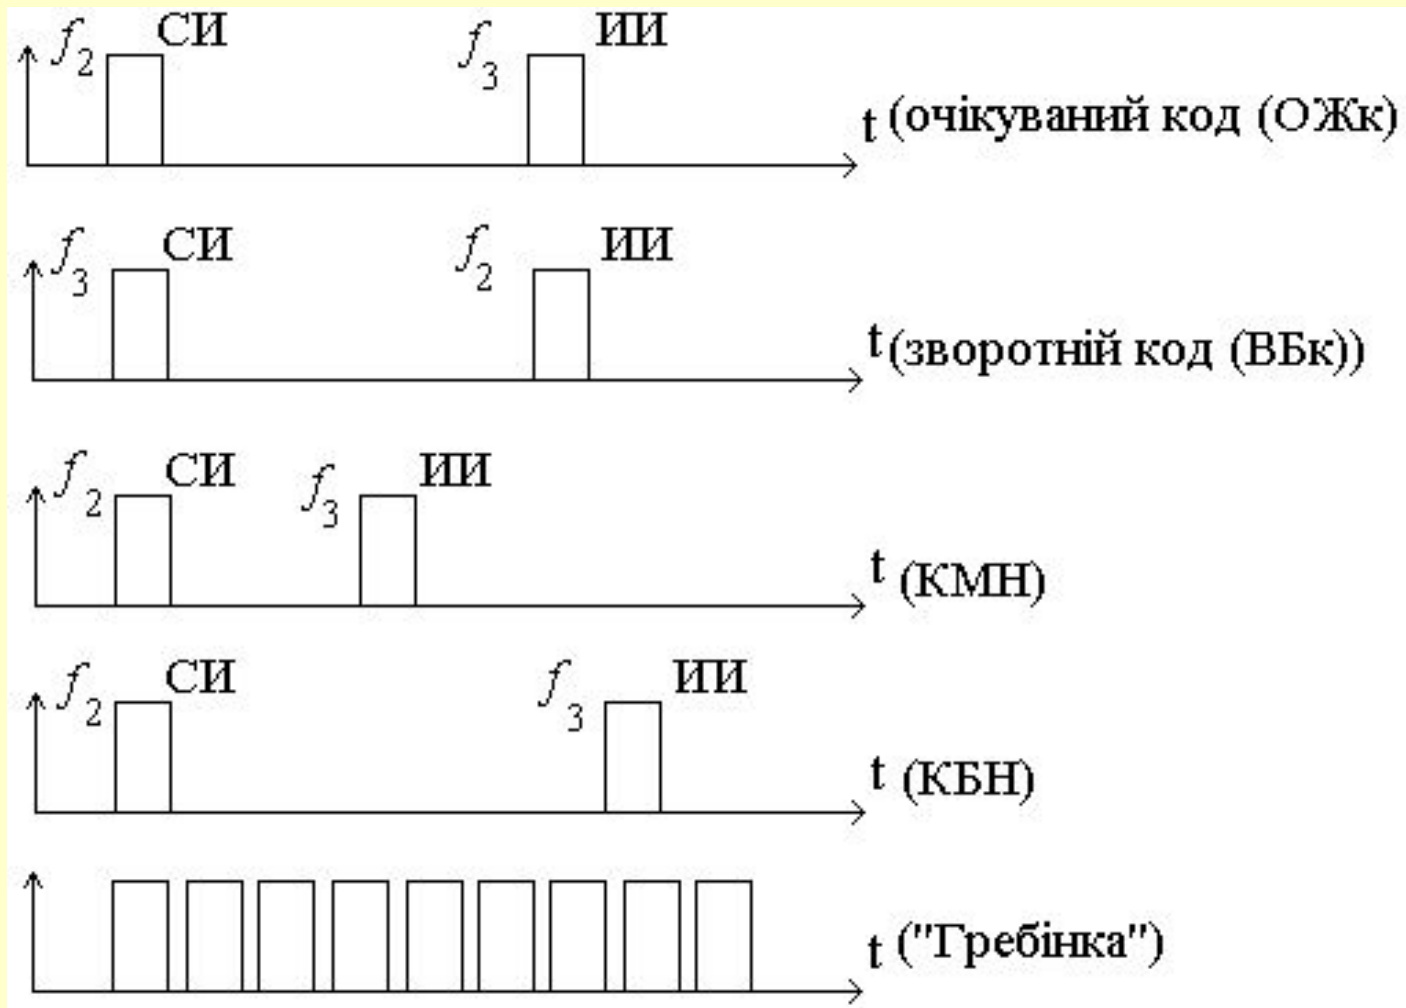 f2 СИ f3 ИИ
t (очікуваний код (ОЖк)
f3 СИ f2 ИИ
t (зворотній код (ВБк))
f2 СИ f3 ИИ
t (КМН)
f2 СИ f3 ИИ
t (КБН)
t ("Гребінка")